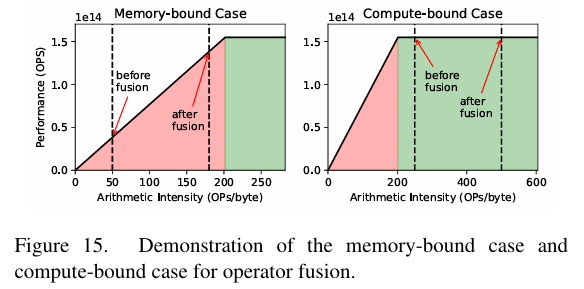 Memory-bound Case
1e14
Performance (OPS)
1.5
1.0
0.5
0.0
before
fusion
after
fusion
0 50 100 150 200 250
Arithmetic Intensity (OPs/byte)
Compute-bound Case
1e14
1.5
1.0
0.5
0.0
before
fusion
after
fusion
0 200 400 600
Arithmetic Intensity (OPs/byte)
Figure 15. Demonstration of the memory-bound case and
compute-bound case for operator fusion.